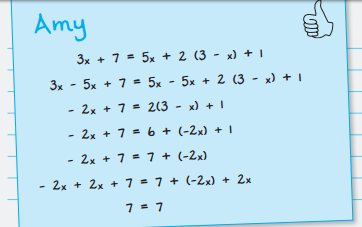 Amy
3x + 7 = 5x + 2 (3 - x) + 1
3x - 5x + 7 = 5x - 5x + 2 (3 - x) + 1
- 2x + 7 = 2(3 - x) + 1
- 2x + 7 = 6 + (-2x) + 1
- 2x + 7 = 7 + (-2x)
- 2x + 2x + 7 = 7 + (-2x) + 2x
7 = 7